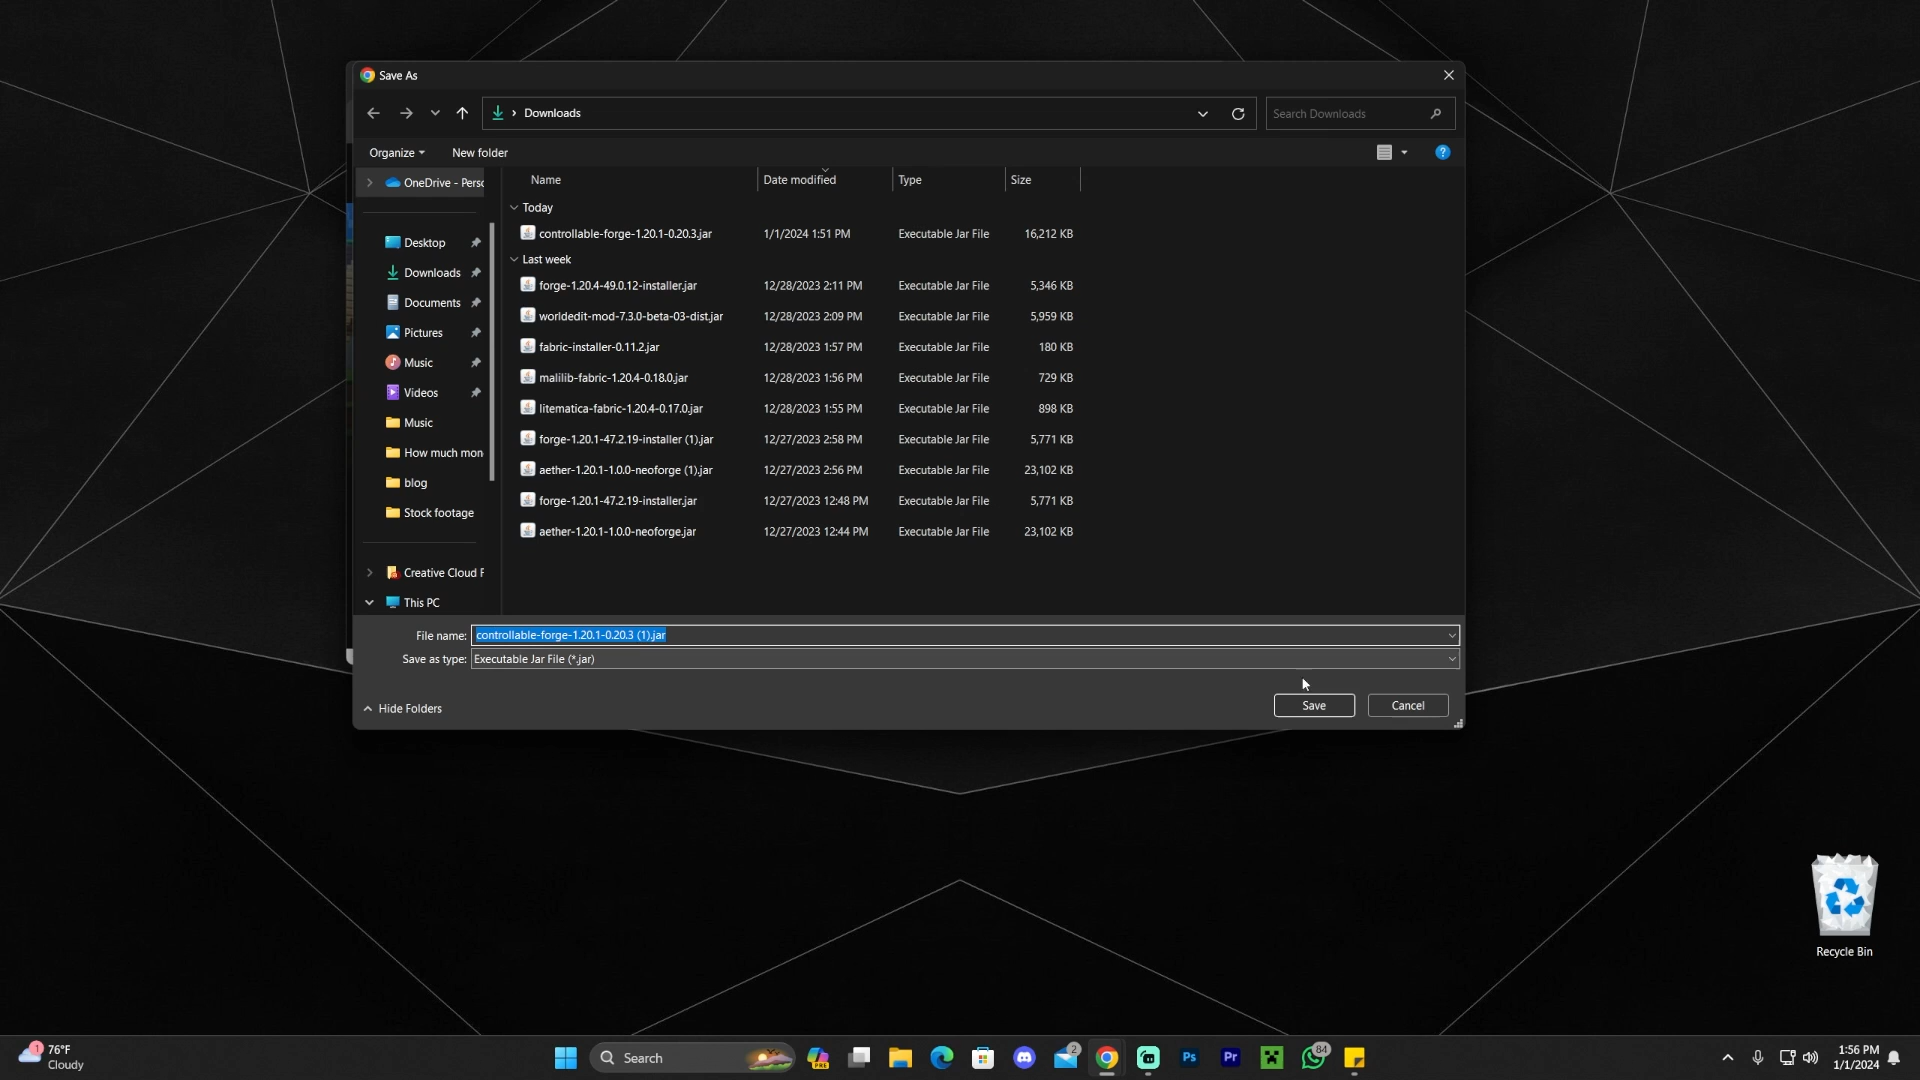 Save As
Downloads
Search Downloads
Organize
New folder
OneDrive - Perso
Desktop
Downloads
Documents
Pictures
Music
Videos
Music
How much mon
blog
Stock footage
Creative Cloud F
This PC
Name Date modified Type Size
Today
controllable-forge-1.20.1-0.20.3.jar 1/1/2024 1:51 PM Executable Jar File 16,212 KB
Last week
forge-1.20.4-49.0.12-installer.jar 12/28/2023 2:11 PM Executable Jar File 5,346 KB
worldedit-mod-7.3.0-beta-03-dist.jar 12/28/2023 2:09 PM Executable Jar File 5,959 KB
fabric-installer-0.11.2.jar 12/28/2023 1:57 PM Executable Jar File 180 KB
malilib-fabric-1.20.4-0.18.0.jar 12/28/2023 1:56 PM Executable Jar File 729 KB
litematica-fabric-1.20.4-0.17.0.jar 12/28/2023 1:55 PM Executable Jar File 898 KB
forge-1.20.1-47.2.19-installer (1).jar 12/27/2023 2:58 PM Executable Jar File 5,771 KB
aether-1.20.1-1.0.0-neoforge (1).jar 12/27/2023 2:56 PM Executable Jar File 23,102 KB
forge-1.20.1-47.2.19-installer.jar 12/27/2023 12:48 PM Executable Jar File 5,771 KB
aether-1.20.1-1.0.0-neoforge.jar 12/27/2023 12:44 PM Executable Jar File 23,102 KB
File name: controllable-forge-1.20.1-0.20.3 (1).jar
Save as type: Executable Jar File (*.jar)
Hide Folders
Save
Cancel
Recycle Bin
1
76°F
Cloudy
Search
PRE
2
Ps
Pr
84
1:56 PM
1/1/2024